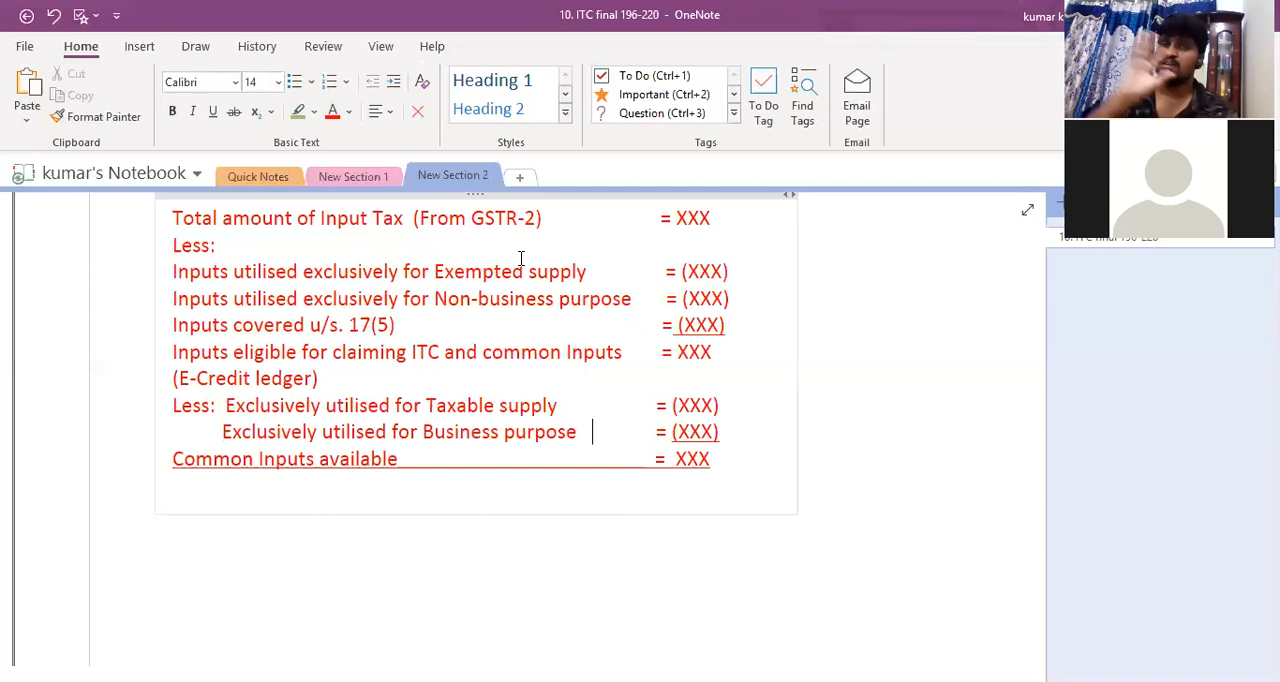 10. ITC final 196-220 - OneNote
kumar k
File Home Insert Draw History Review View Help
Paste
Cut
Copy
Format Painter
Clipboard
Calibri 14
B I U ab x₂ A
Basic Text
Heading 1
Heading 2
Styles
To Do (Ctrl+1)
Important (Ctrl+2)
? Question (Ctrl+3)
To Do Tag
Find Tags
Tags
Email Page
Email
kumar's Notebook
Quick Notes
New Section 1
New Section 2
+
Total amount of Input Tax (From GSTR-2) = XXX
Less:
Inputs utilised exclusively for Exempted supply = (XXX)
Inputs utilised exclusively for Non-business purpose = (XXX)
Inputs covered u/s. 17(5) = (XXX)
Inputs eligible for claiming ITC and common Inputs = XXX
(E-Credit ledger)
Less: Exclusively utilised for Taxable supply = (XXX)
Exclusively utilised for Business purpose = (XXX)
Common Inputs available = XXX